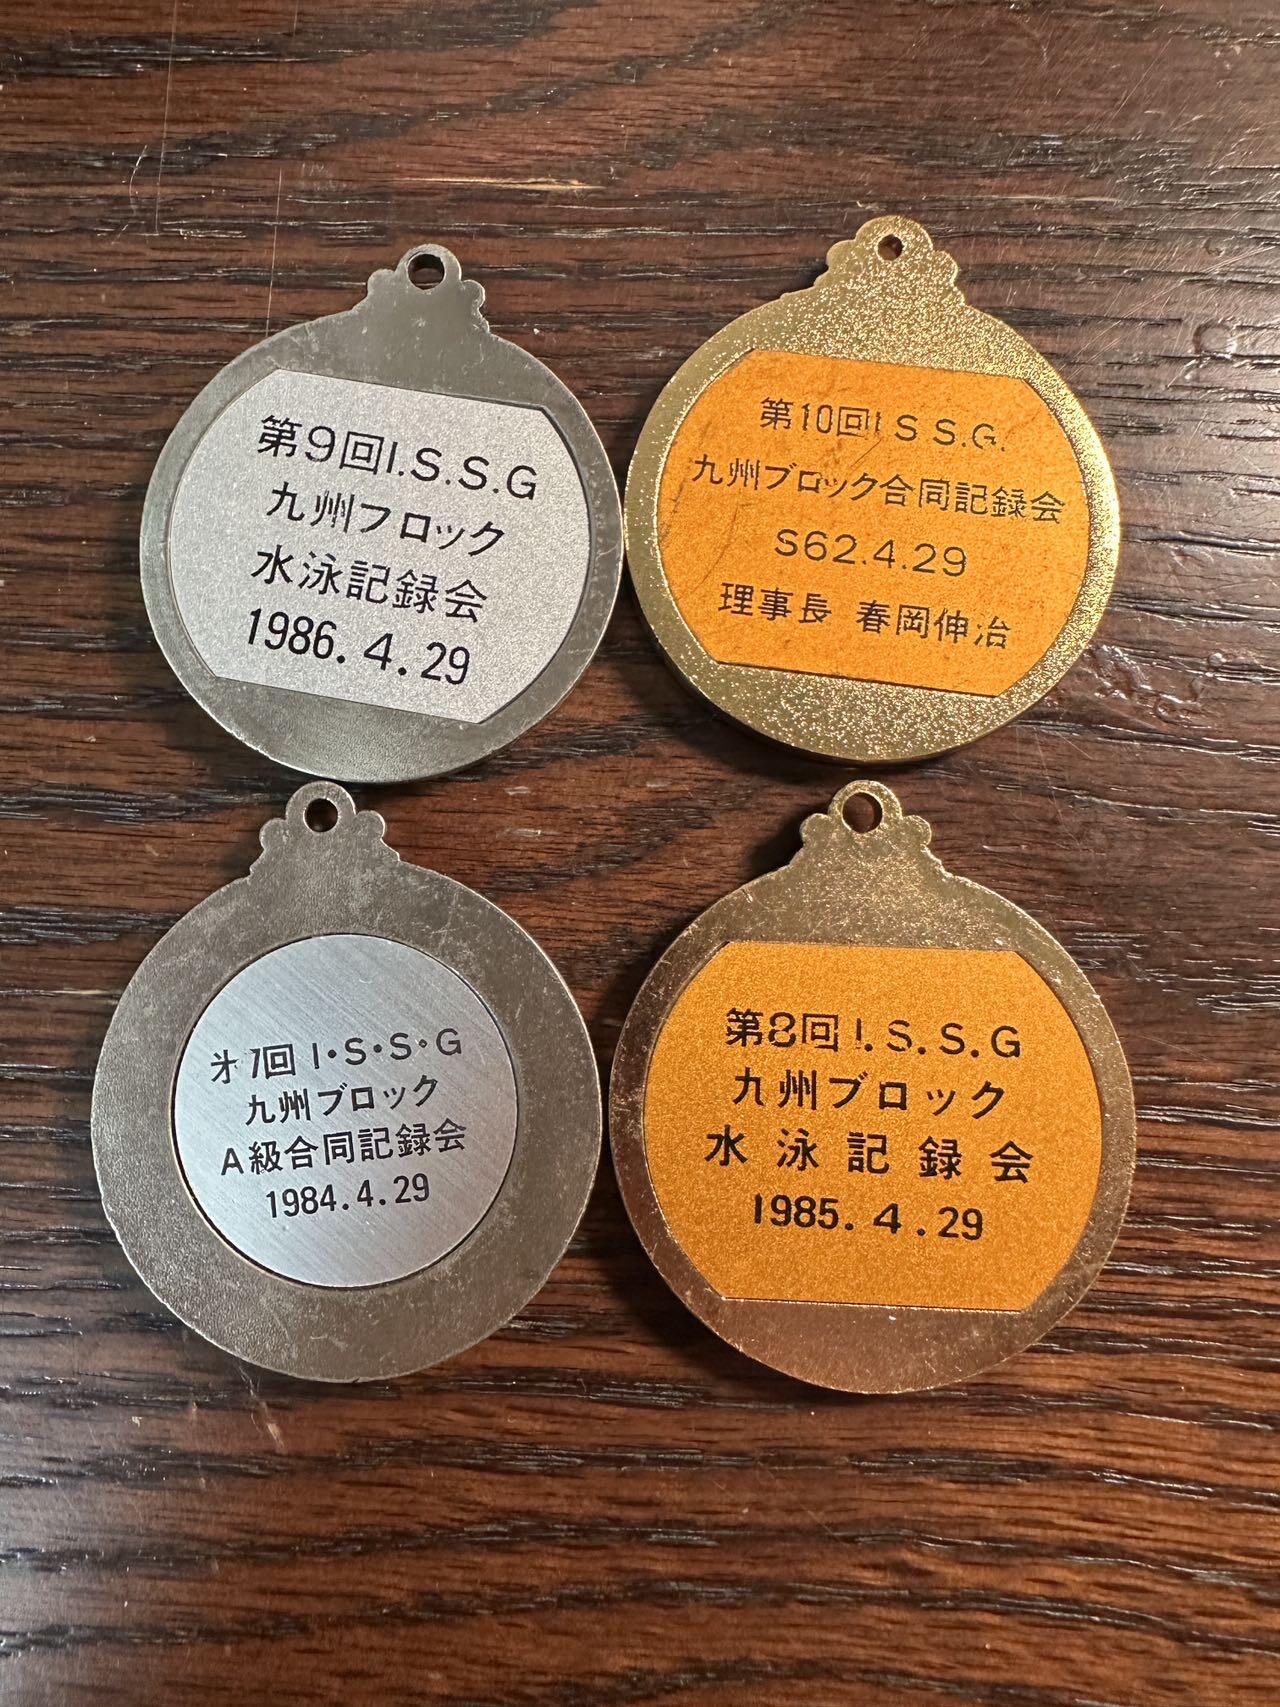 第9回I.S.S.G
九州フロック
水泳記録会
1986.4.29
第10回I S S.G.
九州ブロック合同記録会
S62.4.29
理事長 春岡伸治
㐧7回 I・S・S・G
九州ブロック
A級合同記録会
1984.4.29
第8回I.S.S.G
九州ブロック
水泳記録会
1985.4.29